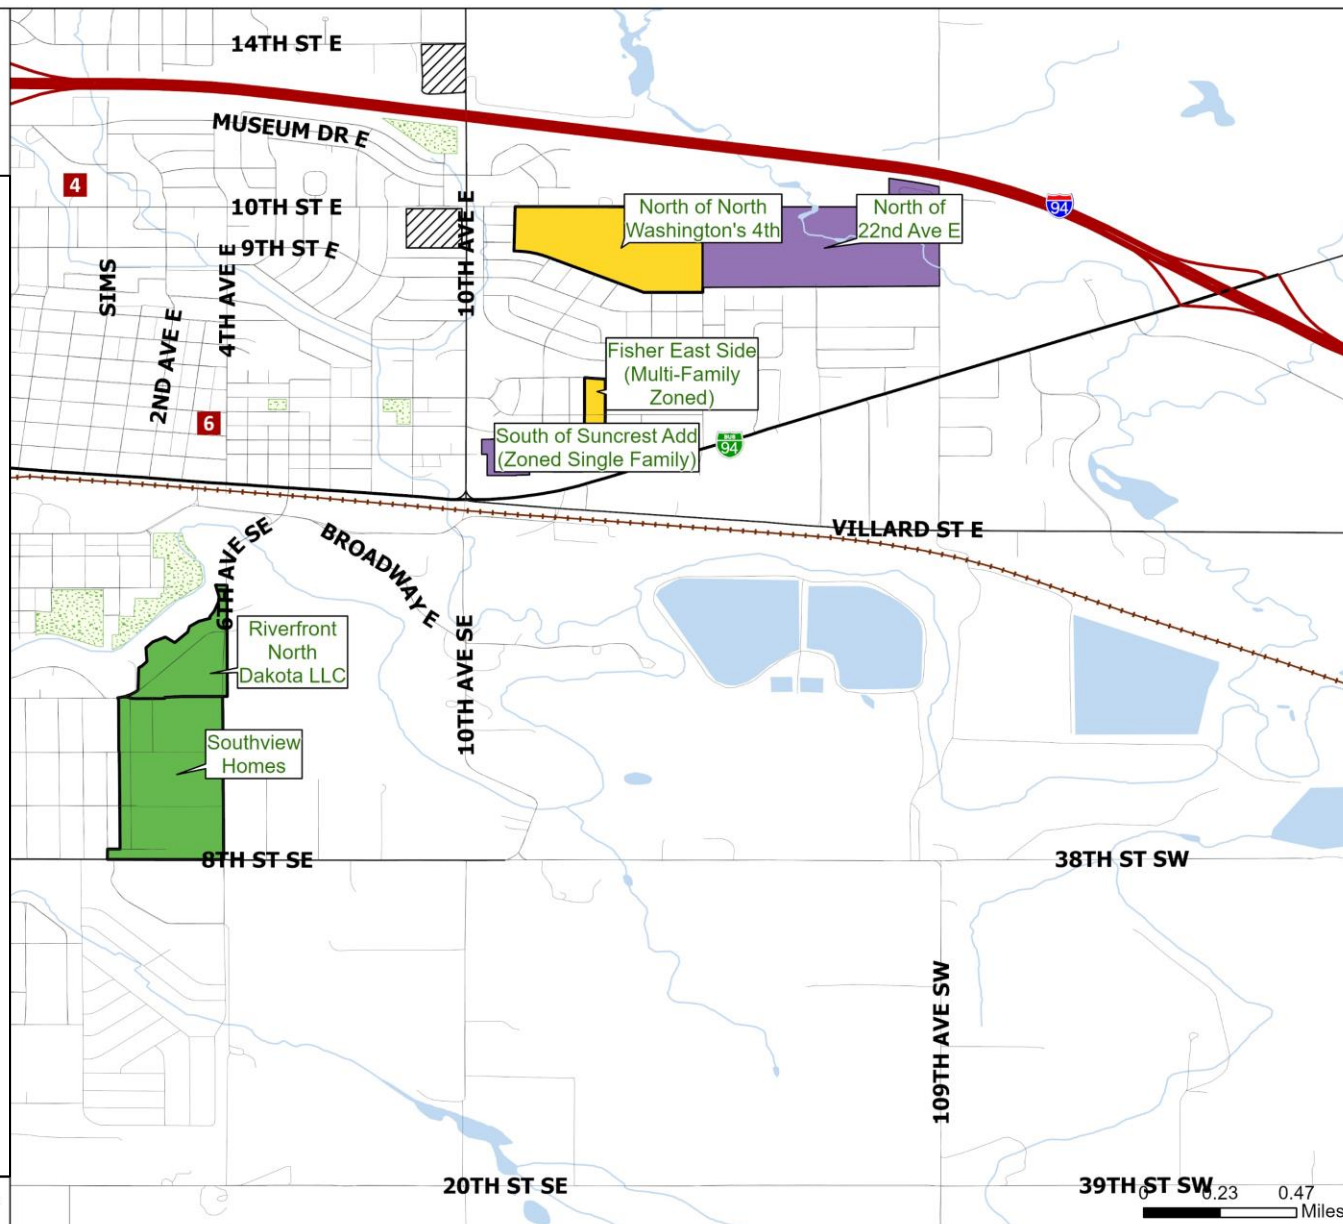 14TH ST E
MUSEUM DR E
4
10TH ST E
9TH ST E
SIMS
4TH AVE E
2ND AVE E
10TH AVE E
North of North
Washington's 4th
North of
22nd Ave E
94
Fisher East Side
(Multi-Family
Zoned)
6
South of Suncrest Add
(Zoned Single Family)
BUS
94
VILLARD ST E
6TH AVE SE
BROADWAY E
10TH AVE SE
Riverfront
North
Dakota LLC
Southview
Homes
8TH ST SE
38TH ST SW
109TH AVE SW
20TH ST SE
39TH ST SW
0 0.23 0.47
Miles